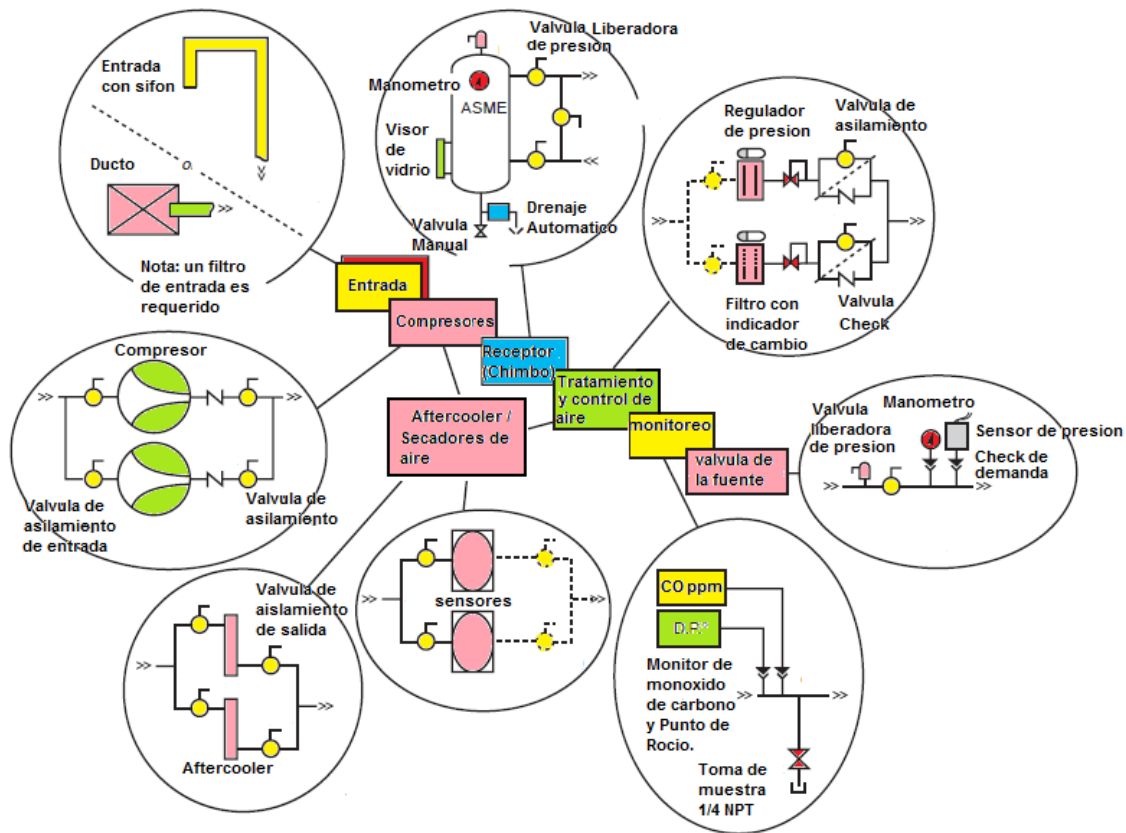 Entrada
con sifon
Ducto
o.
Nota: un filtro
de entrada es
requerido
Valvula Liberadora
de presion
Manometro
ASME
Visor
de
vidrio
Valvula
Manual
Drenaje
Automatico
Regulador
de presion
Valvula de
asilamiento
Filtro con
indicador
de cambio
Valvula
Check
Entrada
Compresores
Receptor
(Chimbo)
Tratamiento
y control de
aire
monitoreo
valvula de
la fuente
Aftercooler /
Secadores de
aire
Compresor
Valvula de
asilamiento
de entrada
Valvula de
asilamiento
Valvula
liberadora
de presion
Manometro
Sensor de presion
Check de
demanda
Valvula de
aislamiento
de salida
Aftercooler
sensores
CO ppm
D.P.*
Monitor de
monoxido
de carbono
y Punto de
Rocio.
Toma de
muestra
1/4 NPT